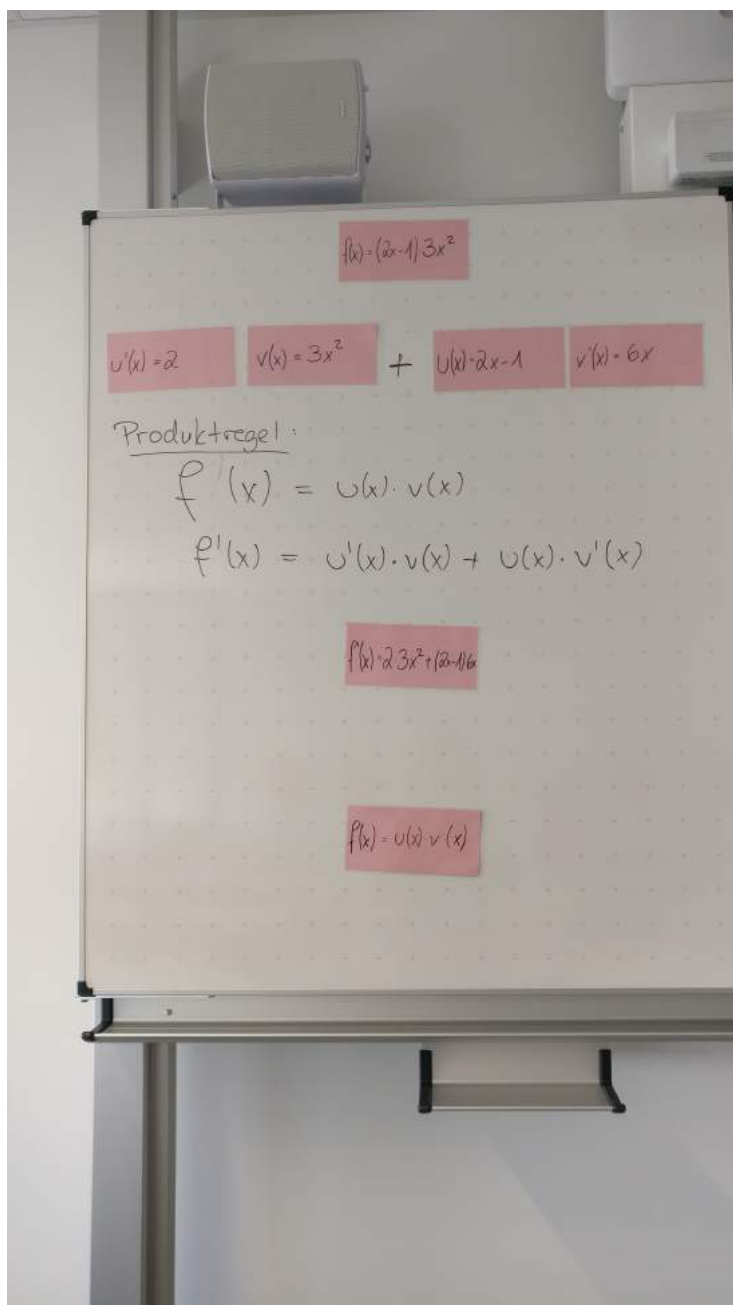 f(x) = (2x-1) 3x²
u'(x) = 2
v(x) = 3x²
+
u(x) = 2x-1
v'(x) = 6x
Produktregel:
f (x) = u(x) · v(x)
f'(x) = u'(x) · v(x) + u(x) · v'(x)
f'(x) = 2 3x² + (2x-1) 6x
f(x) = u(x) v(x)